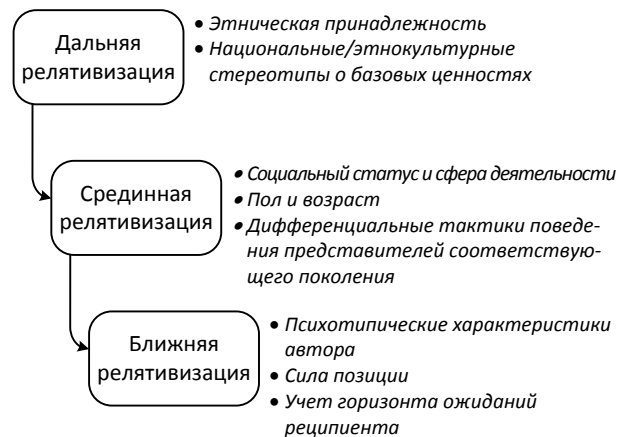 Дальняя
релятивизация
• Этническая принадлежность
• Национальные/этнокультурные
стереотипы о базовых ценностях
Срединная
релятивизация
• Социальный статус и сфера деятельности
• Пол и возраст
• Дифференциальные тактики поведе-
ния представителей соответствую-
щего поколения
Ближняя
релятивизация
• Психотипические характеристики
автора
• Сила позиции
• Учет горизонта ожиданий
реципиента